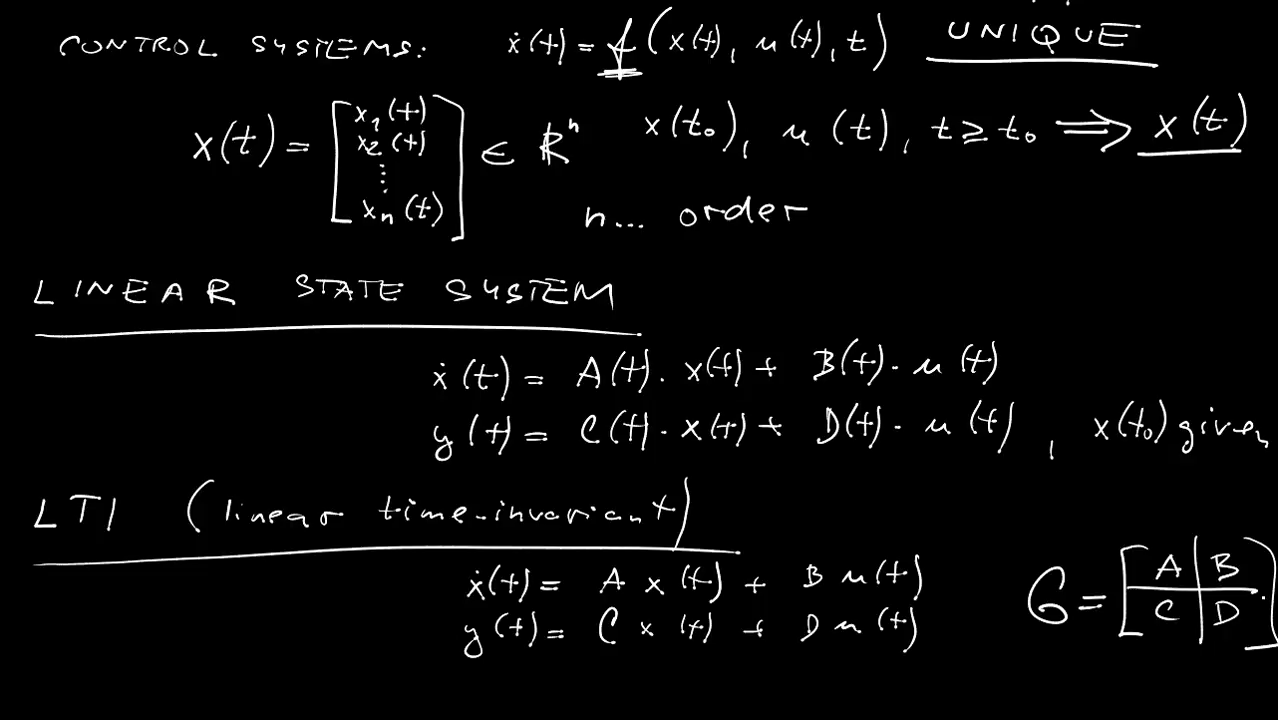 CONTROL SYSTEMS: ẋ(t) = f(x(t), u(t), t) UNIQUE
x(t) = [x₁(t) x₂(t) ⋮ xₙ(t)] ∈ ℝⁿ x(t₀), u(t), t ≥ t₀ ⟹ x(t)
n... order
LINEAR STATE SYSTEM
ẋ(t) = A(t)·x(t) + B(t)·u(t)
y(t) = C(t)·x(t) + D(t)·u(t), x(t₀) given
LTI (linear time-invariant)
ẋ(t) = A x(t) + B u(t)
y(t) = C x(t) + D u(t)
G = [A|B C|D]